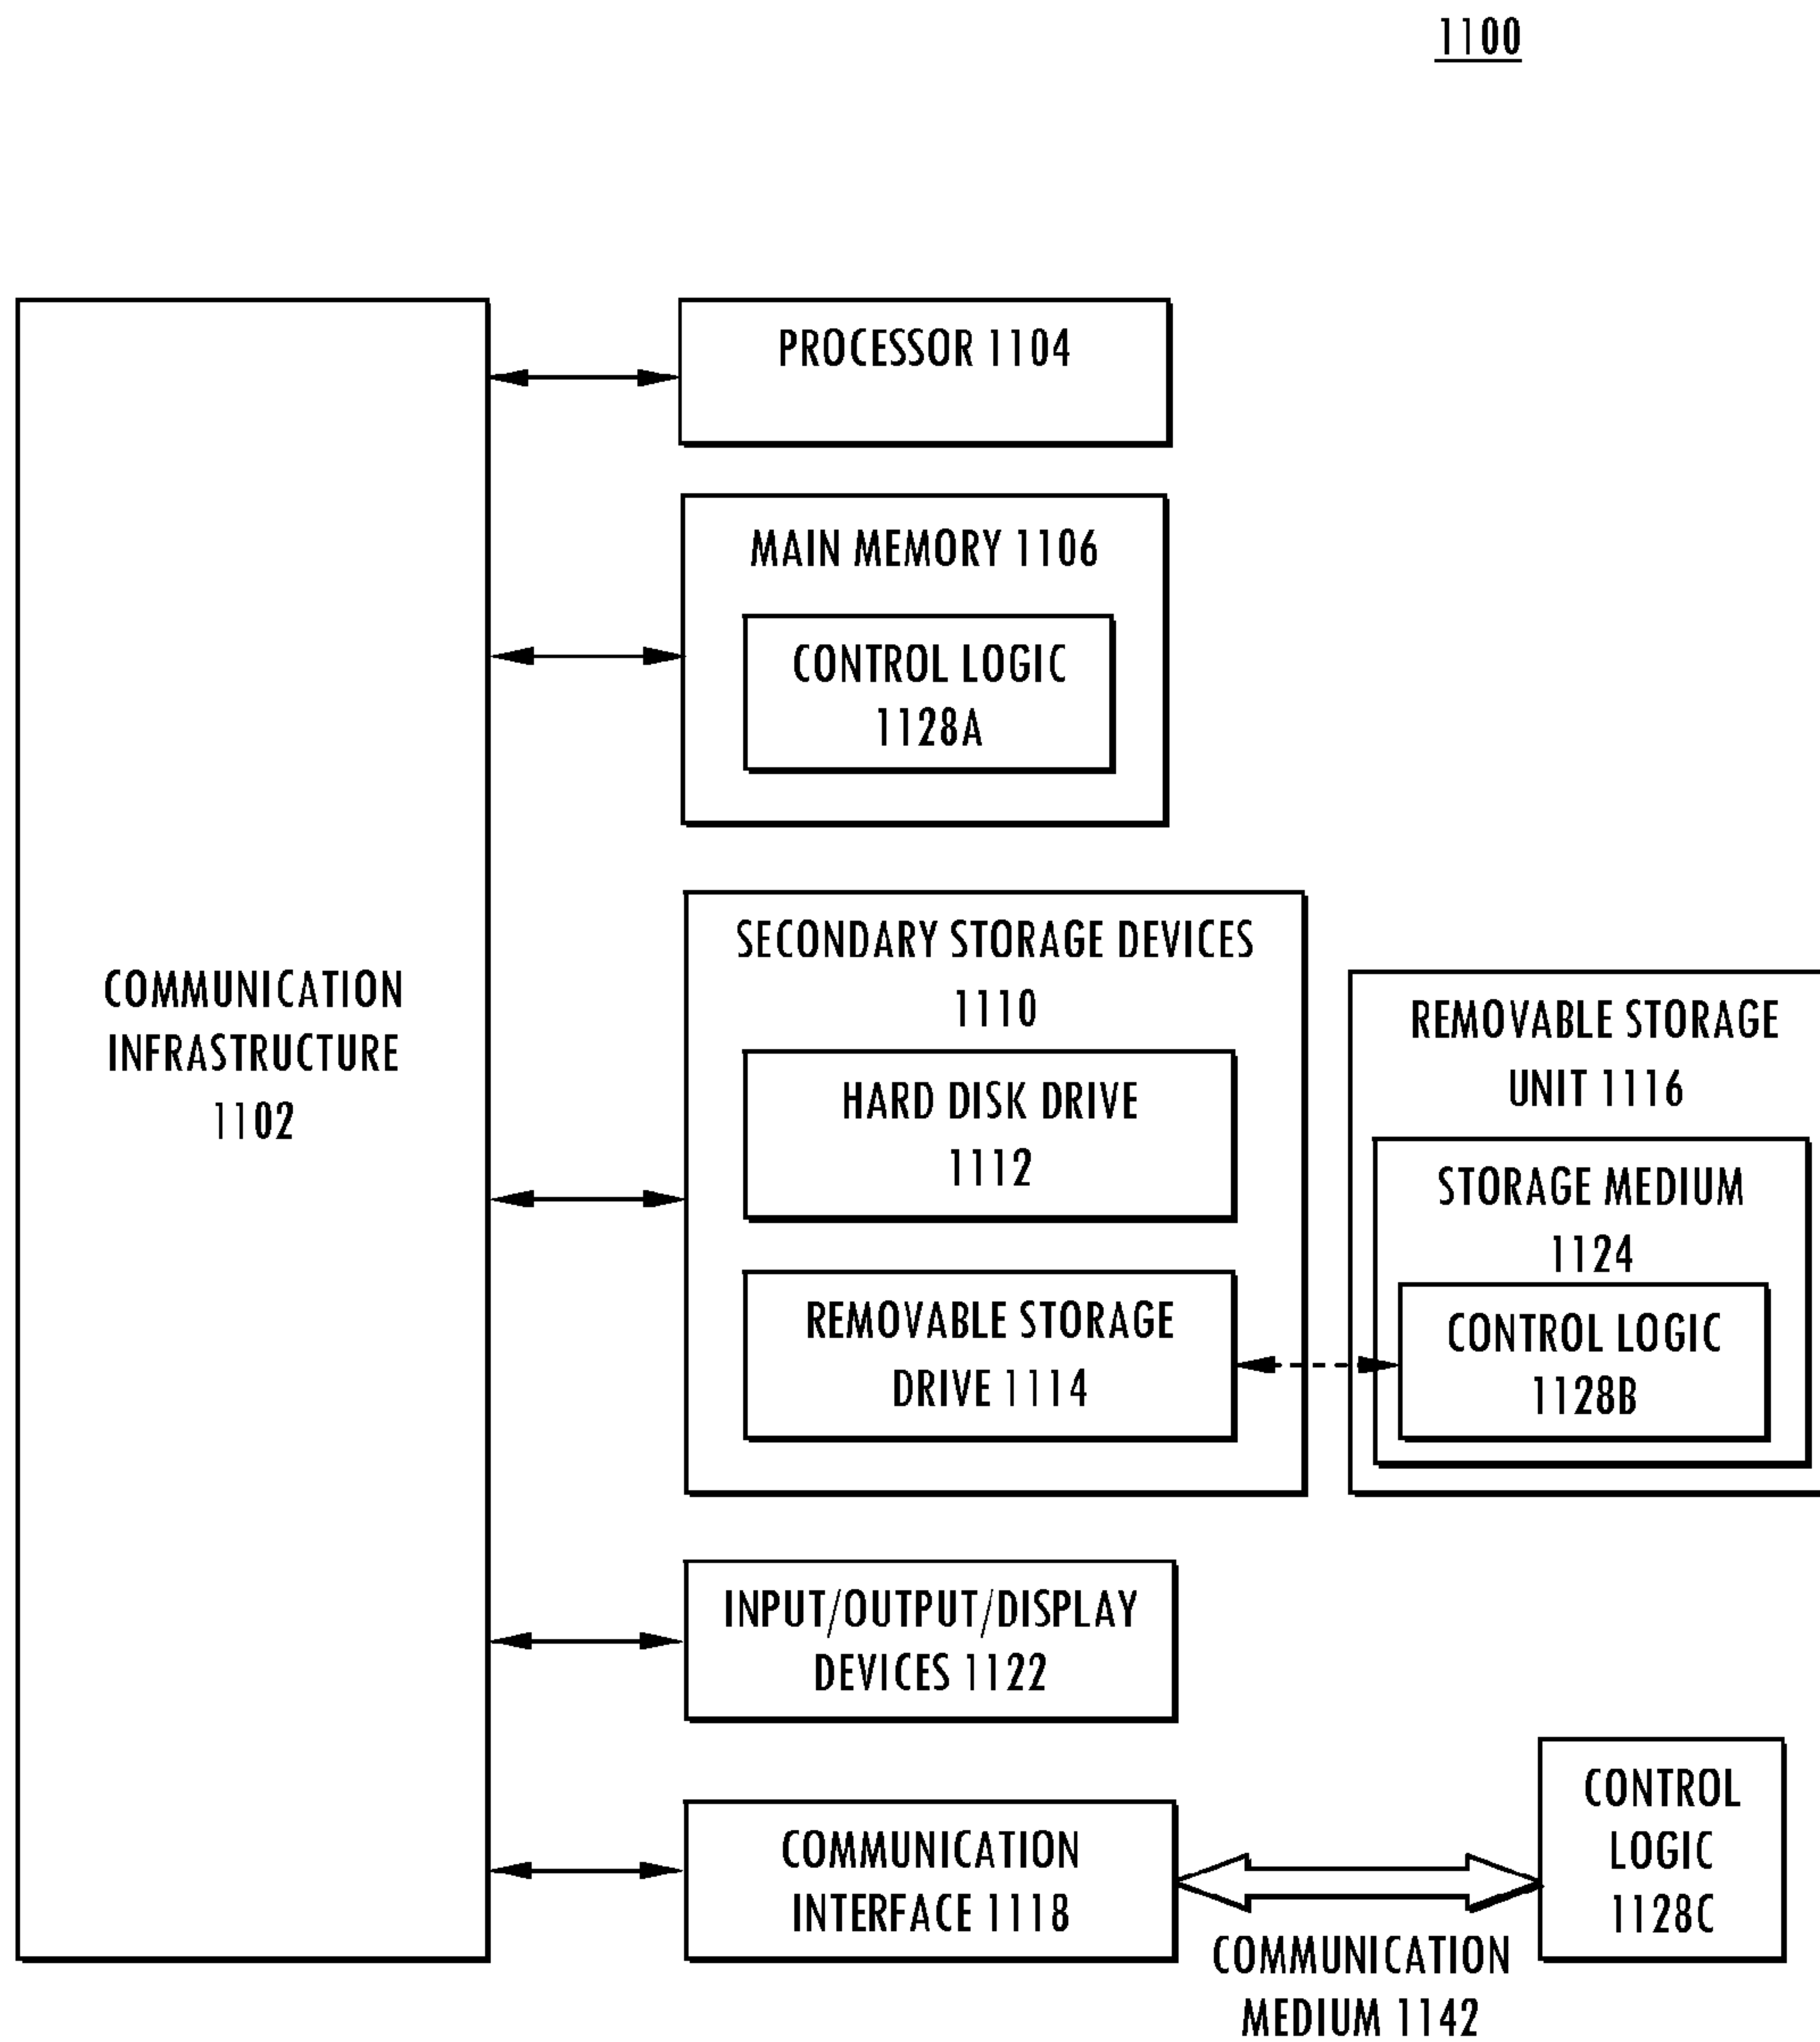 1100
PROCESSOR 1104
MAIN MEMORY 1106
CONTROL LOGIC
1128A
COMMUNICATION
INFRASTRUCTURE
1102
SECONDARY STORAGE DEVICES
1110
HARD DISK DRIVE
1112
REMOVABLE STORAGE
DRIVE 1114
REMOVABLE STORAGE
UNIT 1116
STORAGE MEDIUM
1124
CONTROL LOGIC
1128B
INPUT/OUTPUT/DISPLAY
DEVICES 1122
COMMUNICATION
INTERFACE 1118
COMMUNICATION
MEDIUM 1142
CONTROL
LOGIC
1128C